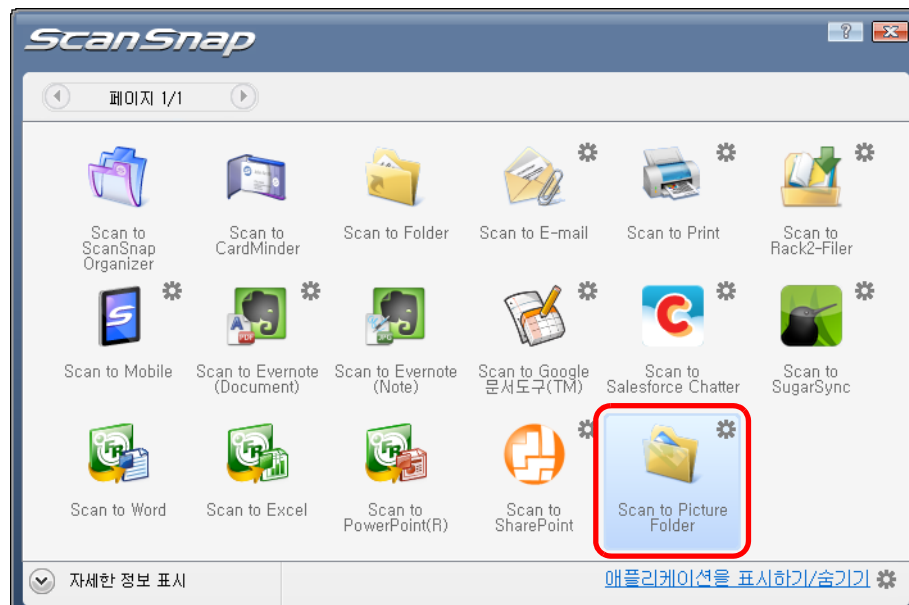 ScanSnap
페이지 1/1
Scan to
ScanSnap
Organizer
Scan to
CardMinder
Scan to Folder
Scan to E-mail
Scan to Print
Scan to
Rack2-Filer
Scan to Mobile
Scan to Evernote
(Document)
Scan to Evernote
(Note)
Scan to Google
문서도구(TM)
Scan to
Salesforce Chatter
Scan to
SugarSync
Scan to Word
Scan to Excel
Scan to
PowerPoint(R)
Scan to
SharePoint
Scan to Picture
Folder
자세한 정보 표시
애플리케이션을 표시하기/숨기기